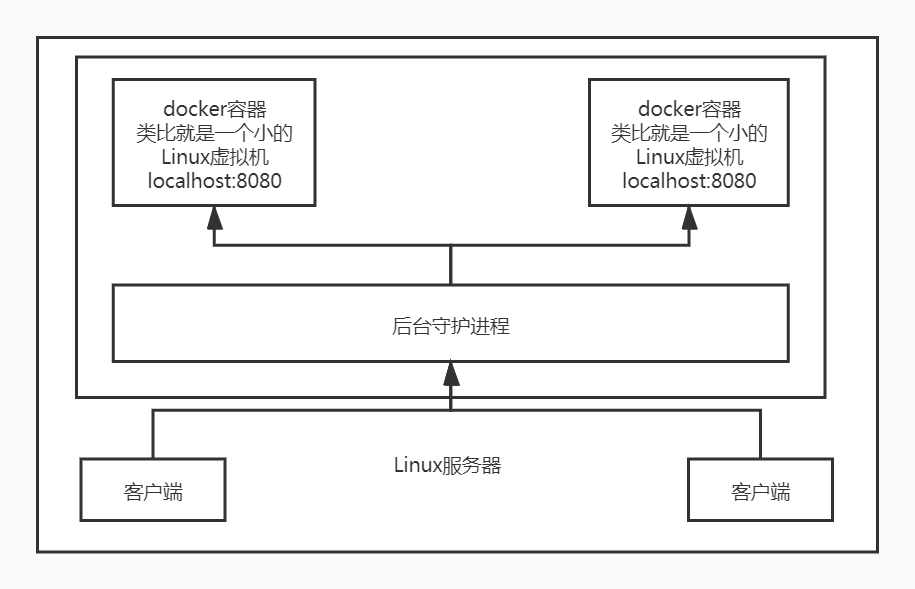 docker容器
类比就是一个小的
Linux虚拟机
localhost:8080
docker容器
类比就是一个小的
Linux虚拟机
localhost:8080
后台守护进程
Linux服务器
客户端
客户端